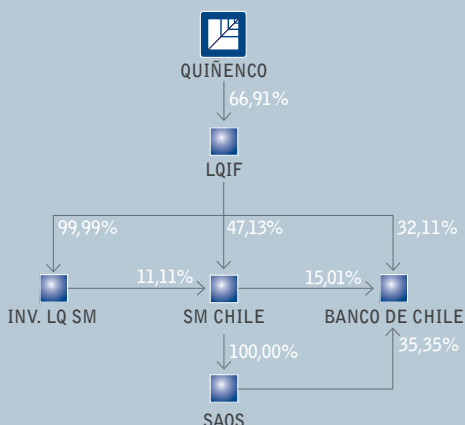 QUIÑENCO
66,91%
LQIF
99,99%
47,13%
32,11%
11,11%
15,01%
INV. LQ SM
SM CHILE
BANCO DE CHILE
100,00%
35,35%
SAOS